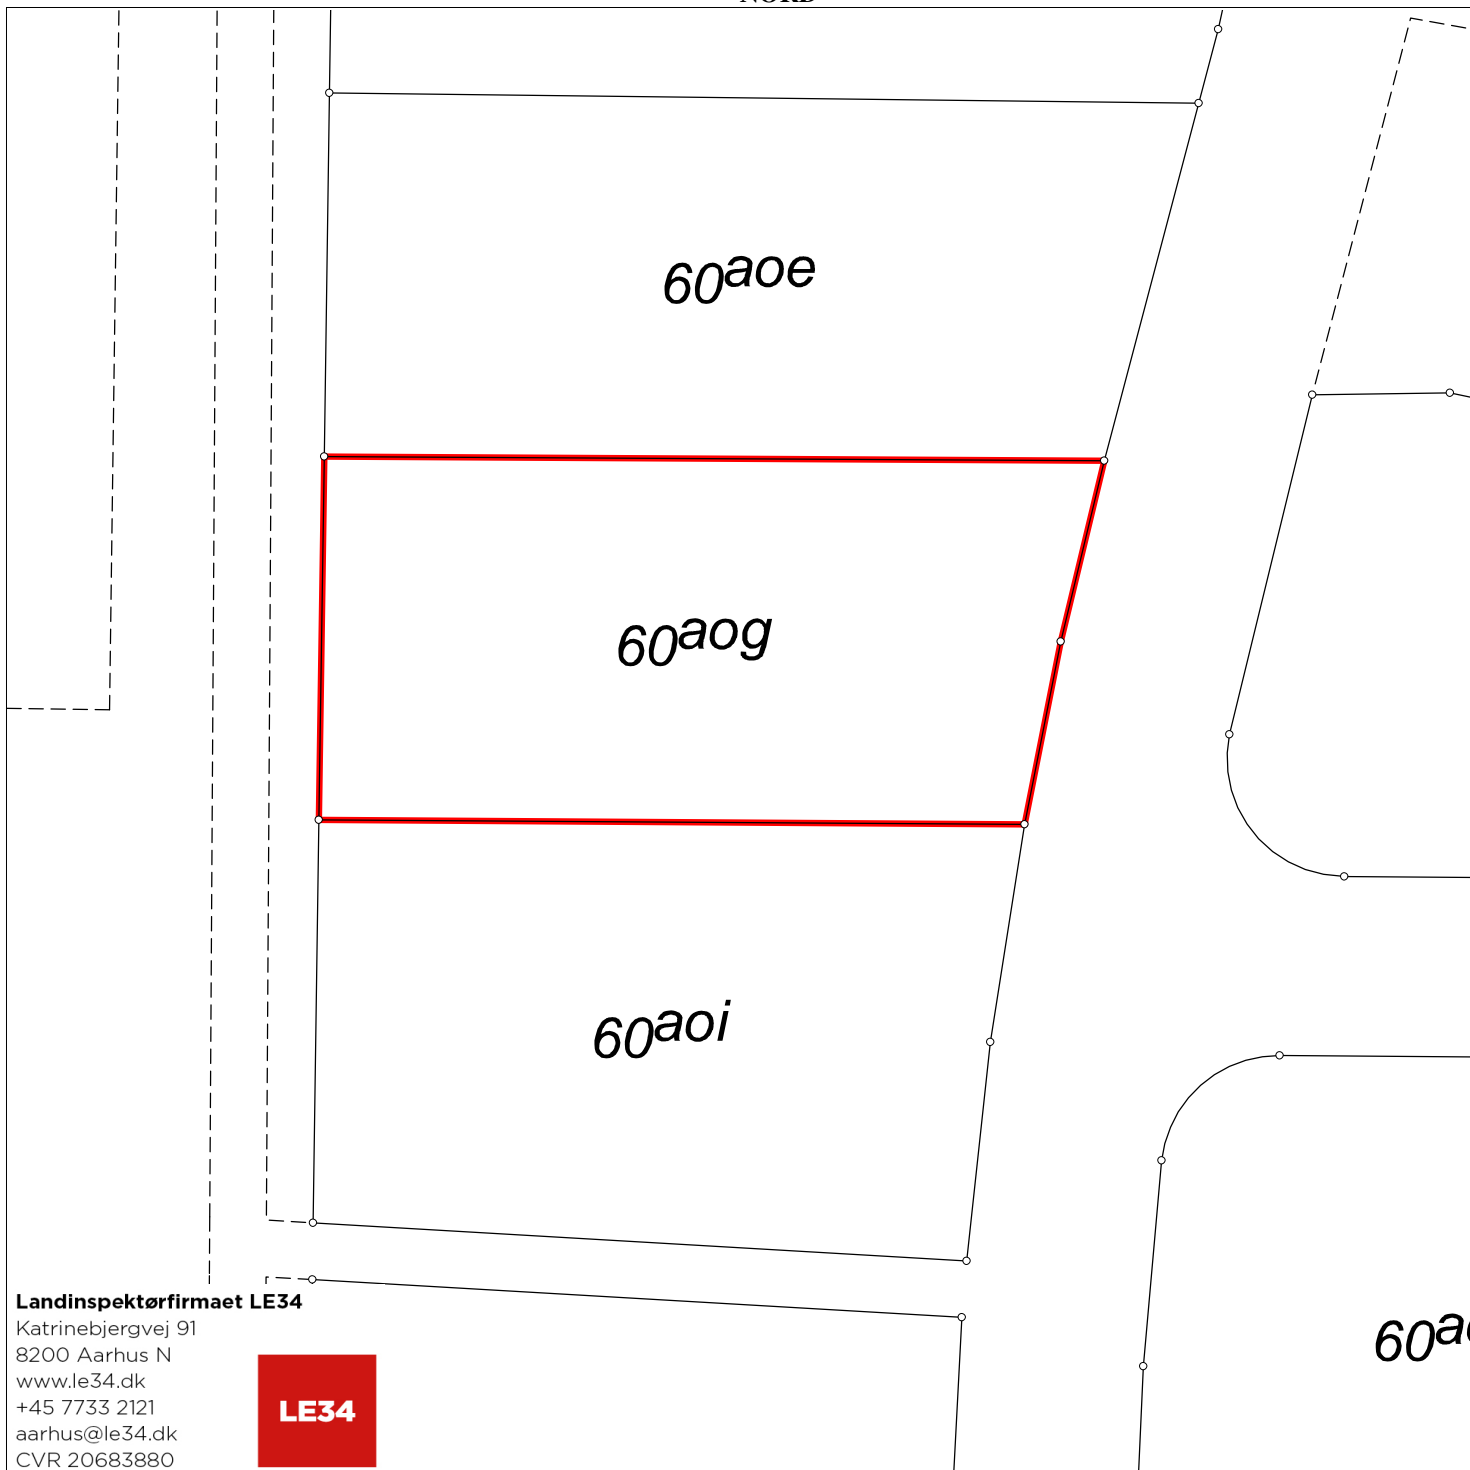 NORD
60aoe
60aog
60aoi
Landinspektørfirmaet LE34
Katrinebjergvej 91
8200 Aarhus N
www.le34.dk
+45 7733 2121
aarhus@le34.dk
CVR 20683880
LE34